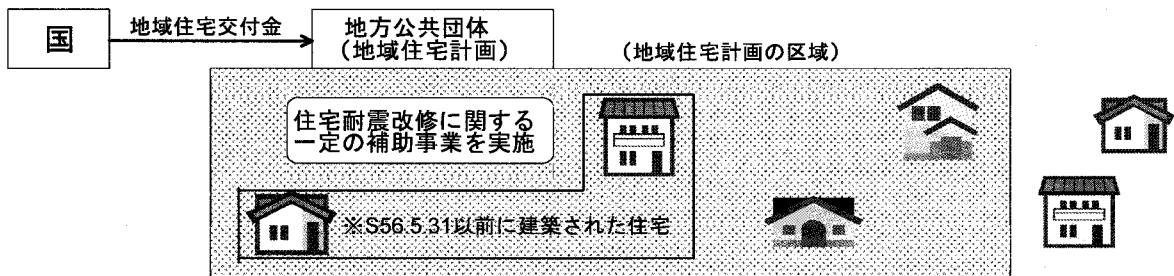 国
地域住宅交付金
地方公共団体
(地域住宅計画)
(地域住宅計画の区域)
住宅耐震改修に関する
一定の補助事業を実施
※S56.5.31以前に建築された住宅